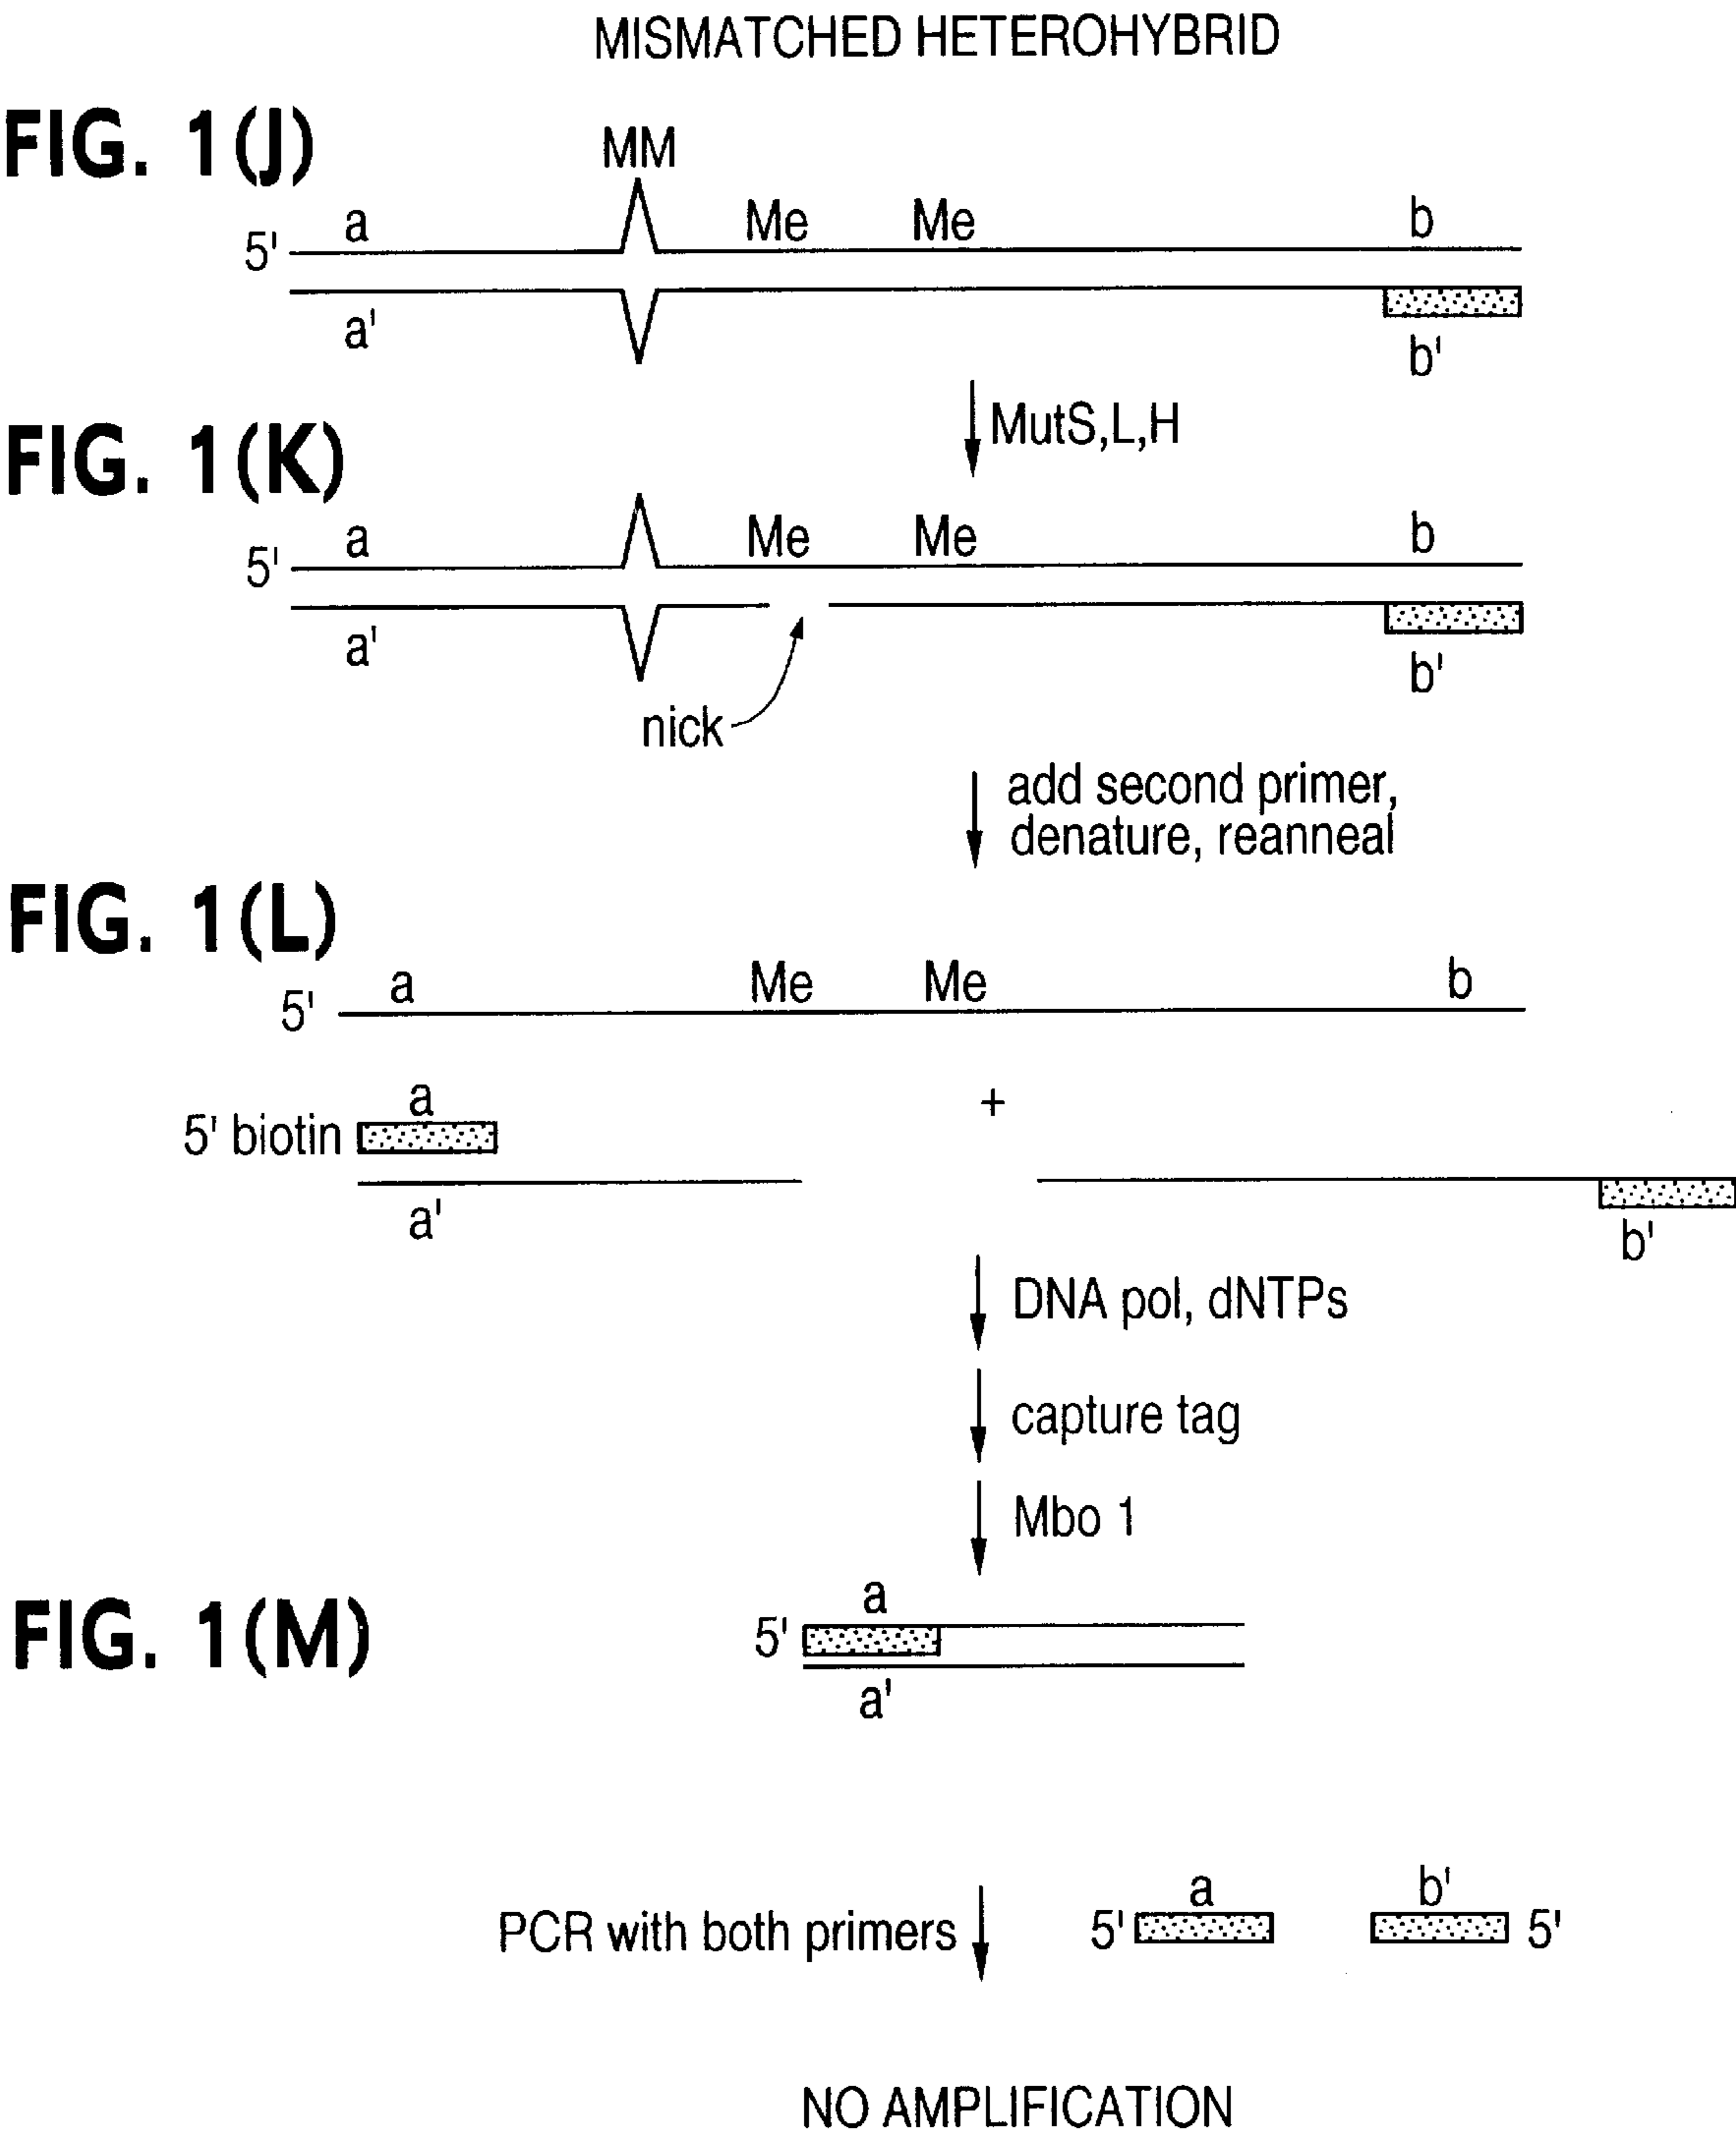 MISMATCHED HETEROHYBRID
FIG. 1(J)
MM
5' a Me Me b
a' b'
MutS,L,H
FIG. 1(K)
5' a Me Me b
a' b'
nick
add second primer,
denature, reanneal
FIG. 1(L)
5' a Me Me b
a +
5' biotin
a' b'
DNA pol, dNTPs
capture tag
Mbo 1
FIG. 1(M)
a
5'
a'
a b'
PCR with both primers 5' 5'
NO AMPLIFICATION